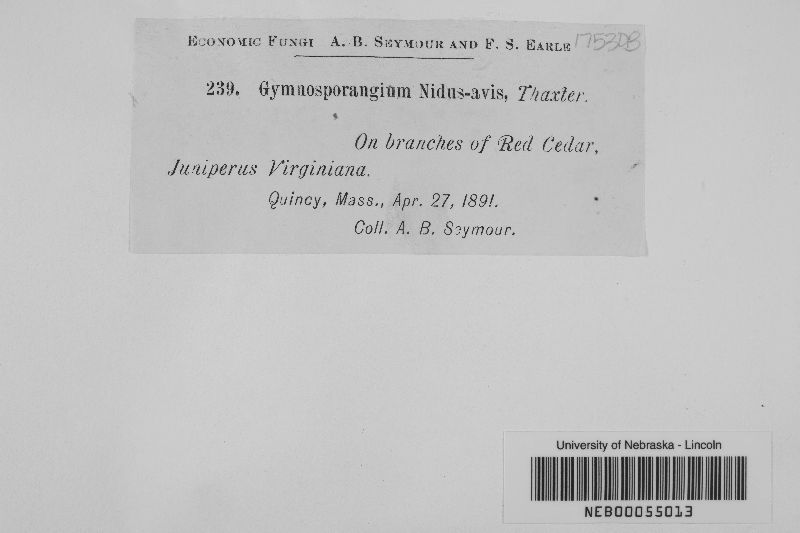 Economic Fungi A. B. Seymour and F. S. Earle 175308
239. Gymnosporangium Nidus-avis, Thaxter.
On branches of Red Cedar,
Juniperus Virginiana.
Quincy, Mass., Apr. 27, 1891.
Coll. A. B. Seymour.
University of Nebraska - Lincoln
NEB00055013